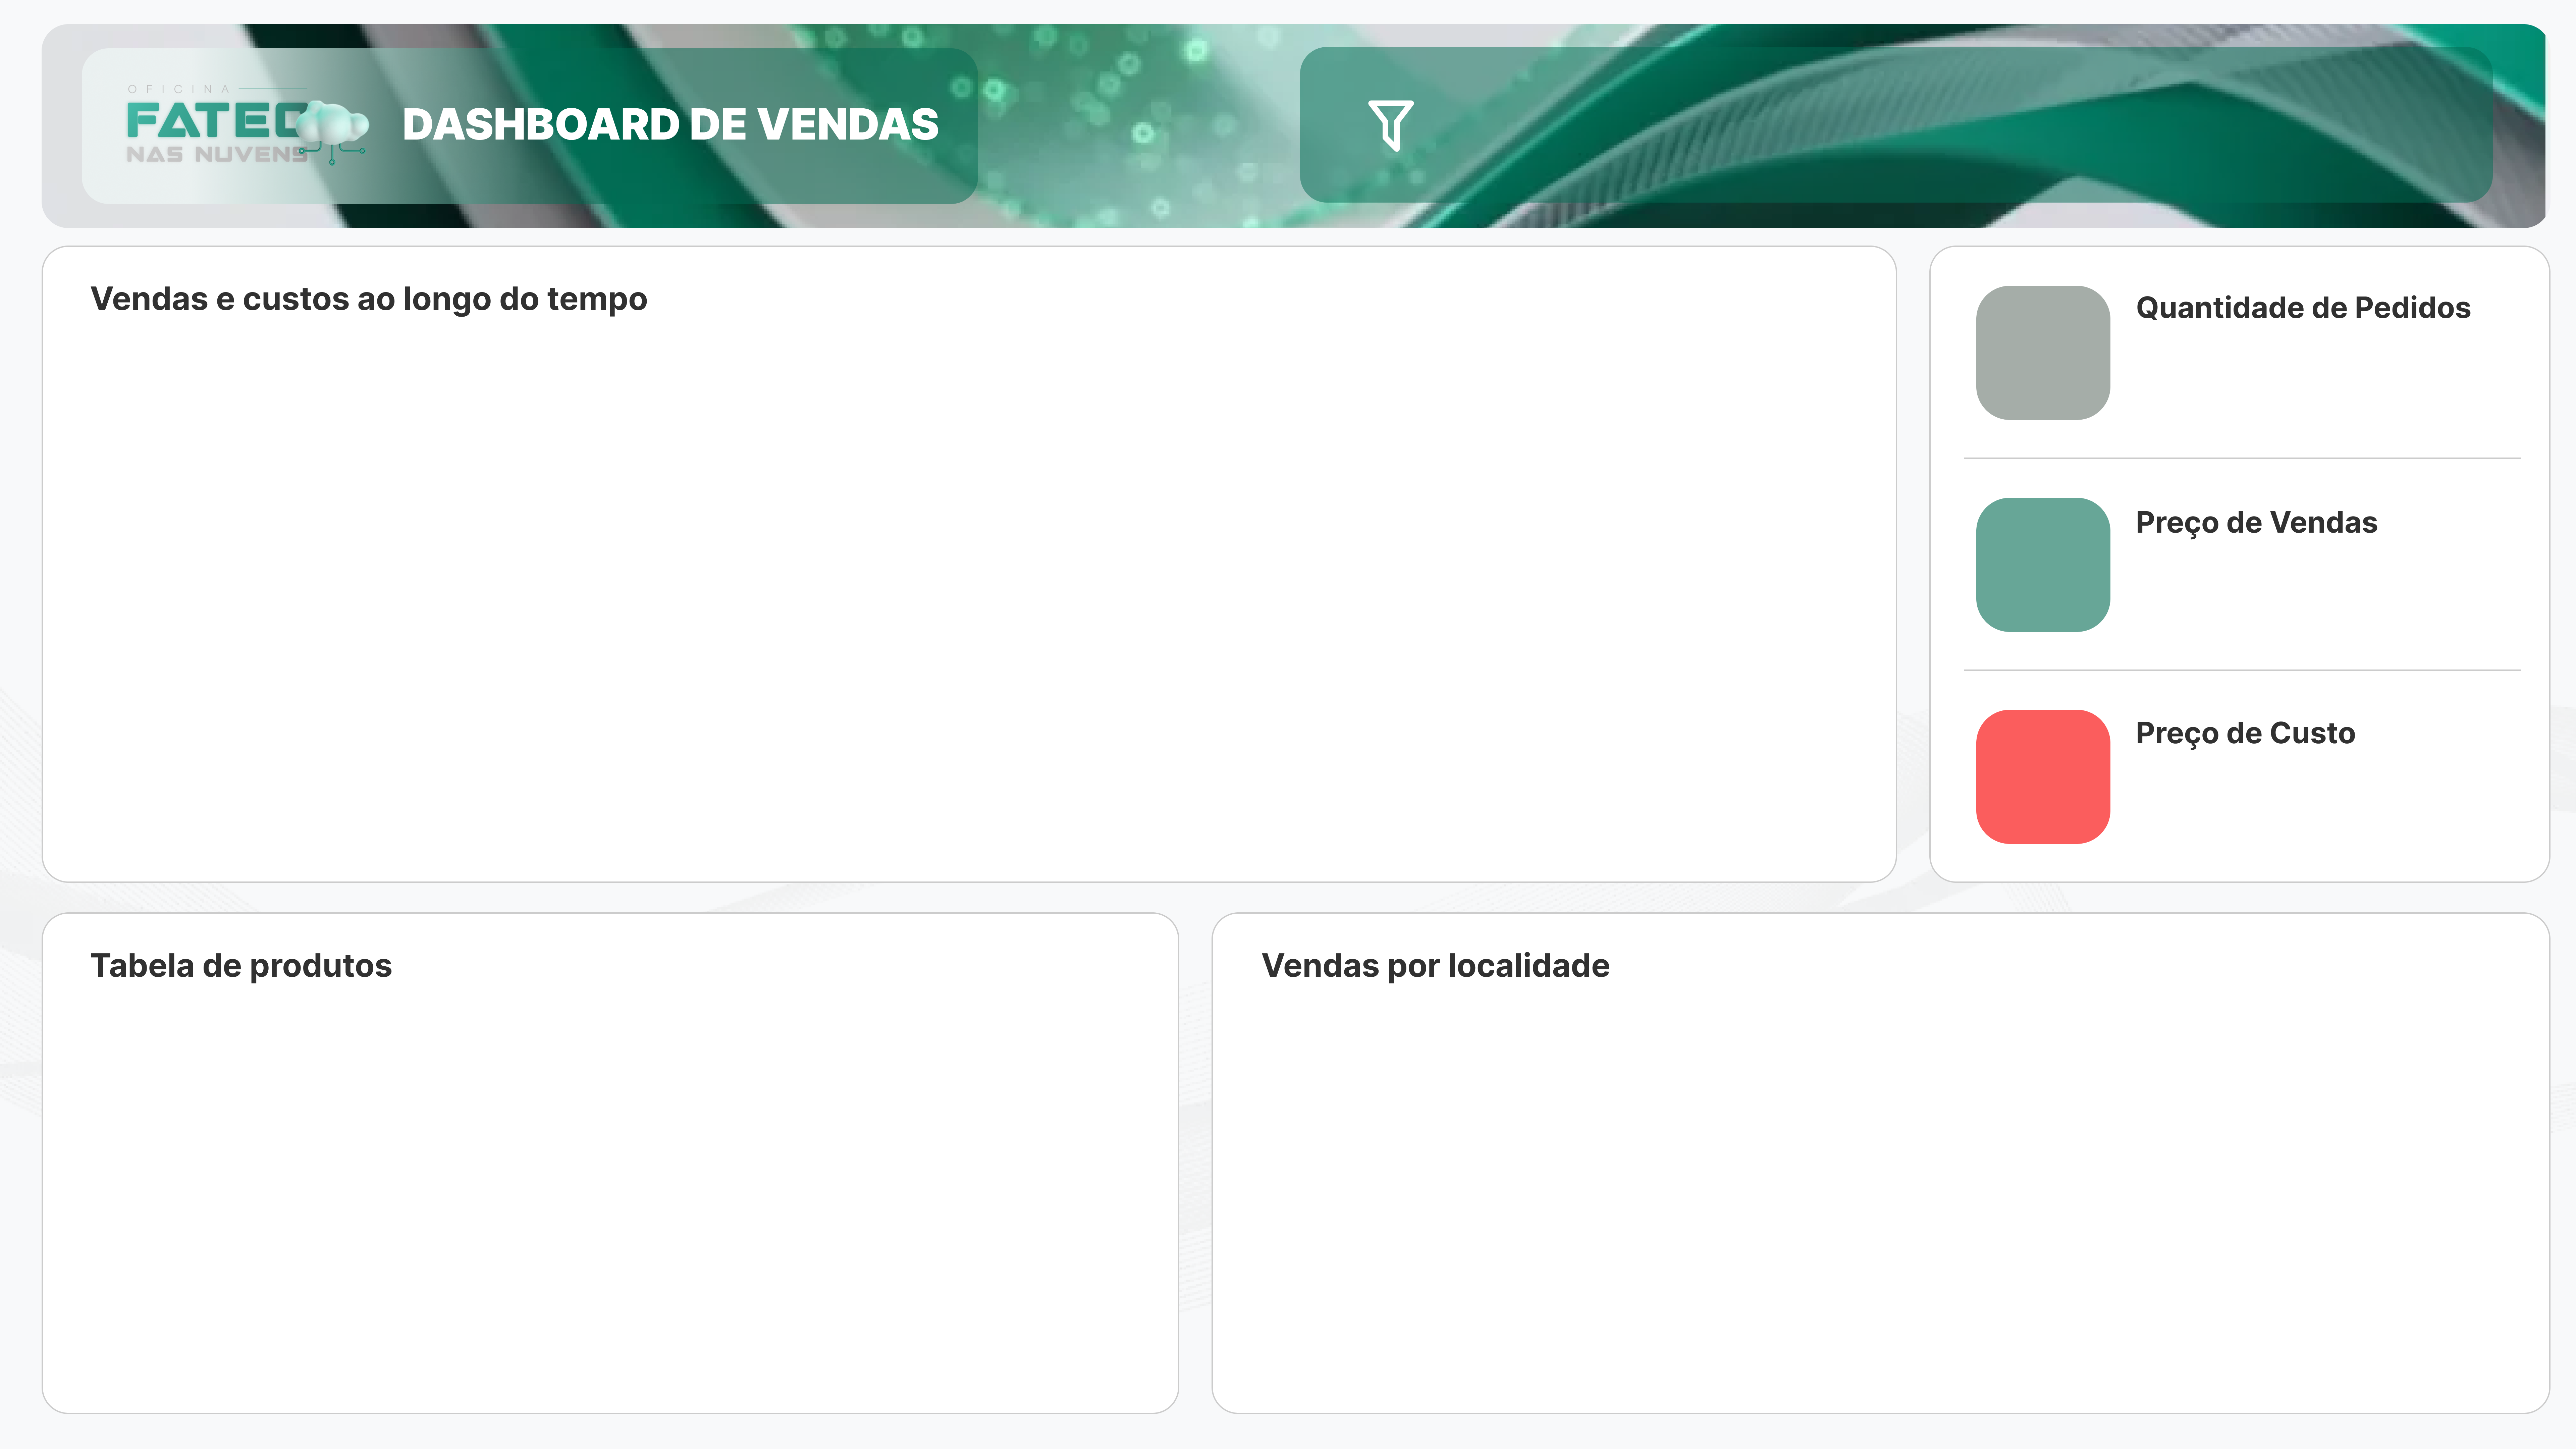 OFICINA
FATEC
NAS NUVENS
DASHBOARD DE VENDAS
Vendas e custos ao longo do tempo
Quantidade de Pedidos
Preço de Vendas
Preço de Custo
Tabela de produtos
Vendas por localidade